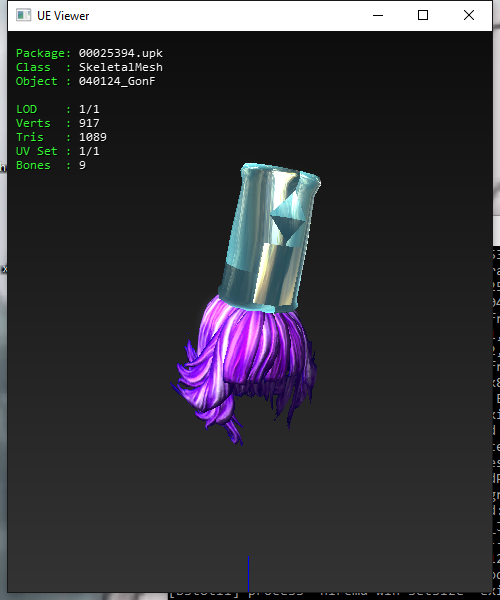 UE Viewer
Package: 00025394.upk
Class : SkeletalMesh
Object : 040124_GonF
LOD : 1/1
Verts : 917
Tris : 1089
UV Set : 1/1
Bones : 9